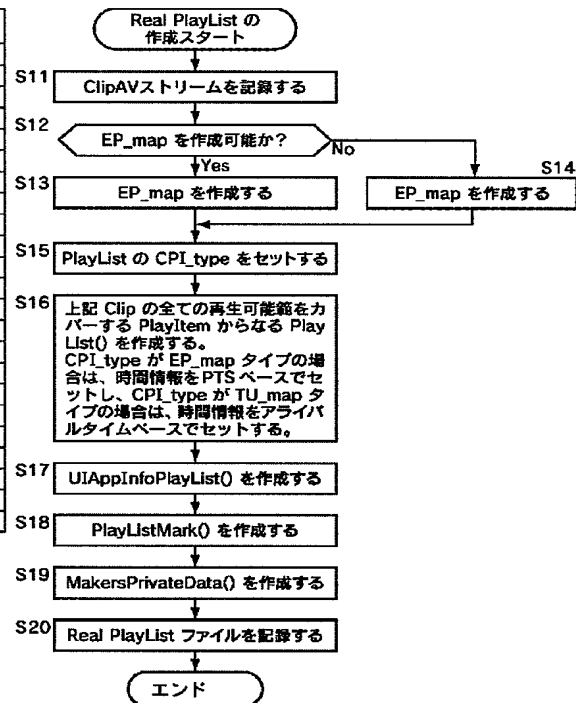 Real PlayList の
作成スタート
S11
ClipAVストリームを記録する
S12
EP_map を作成可能か?
No
Yes
S13
EP_map を作成する
S14
EP_map を作成する
S15
PlayList の CPI_type をセットする
S16
上記 Clip の全ての再生可能範をカ
バーする PlayItem からなる Play
List() を作成する。
CPI_type が EP_map タイプの場
合は、時間情報を PTS ベースでセ
ットし、CPI_type が TU_map タ
イプの場合は、時間情報をアライバ
ルタイムベースでセットする。
S17
UIAppInfoPlayList() を作成する
S18
PlayListMark() を作成する
S19
MakersPrivateData() を作成する
S20
Real PlayList ファイルを記録する
エンド